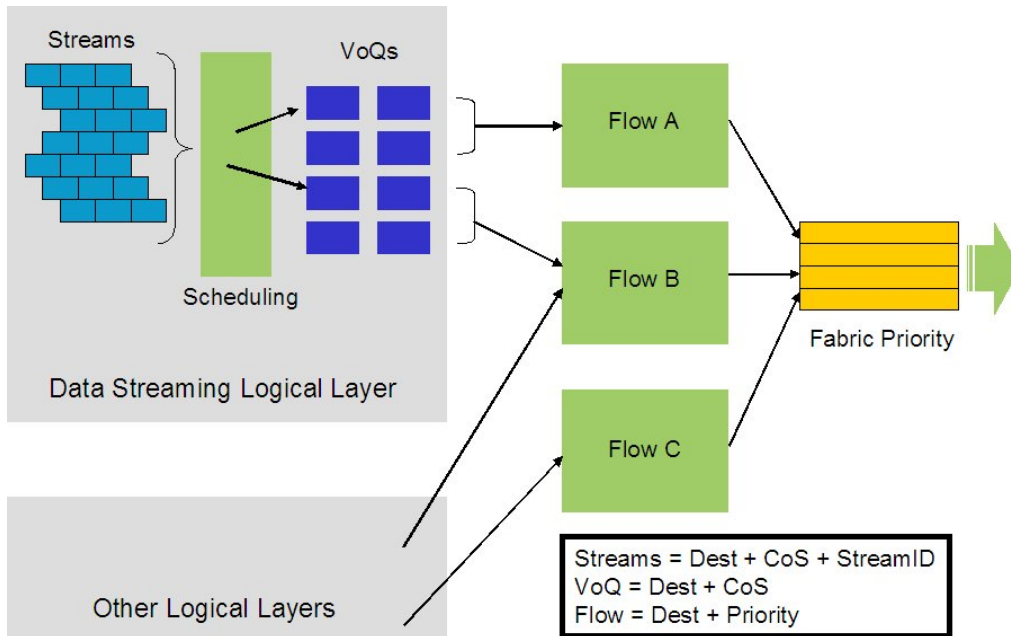 Streams
VoQs
Scheduling
Data Streaming Logical Layer
Flow A
Flow B
Flow C
Fabric Priority
Other Logical Layers
Streams = Dest + CoS + StreamID
VoQ = Dest + CoS
Flow = Dest + Priority